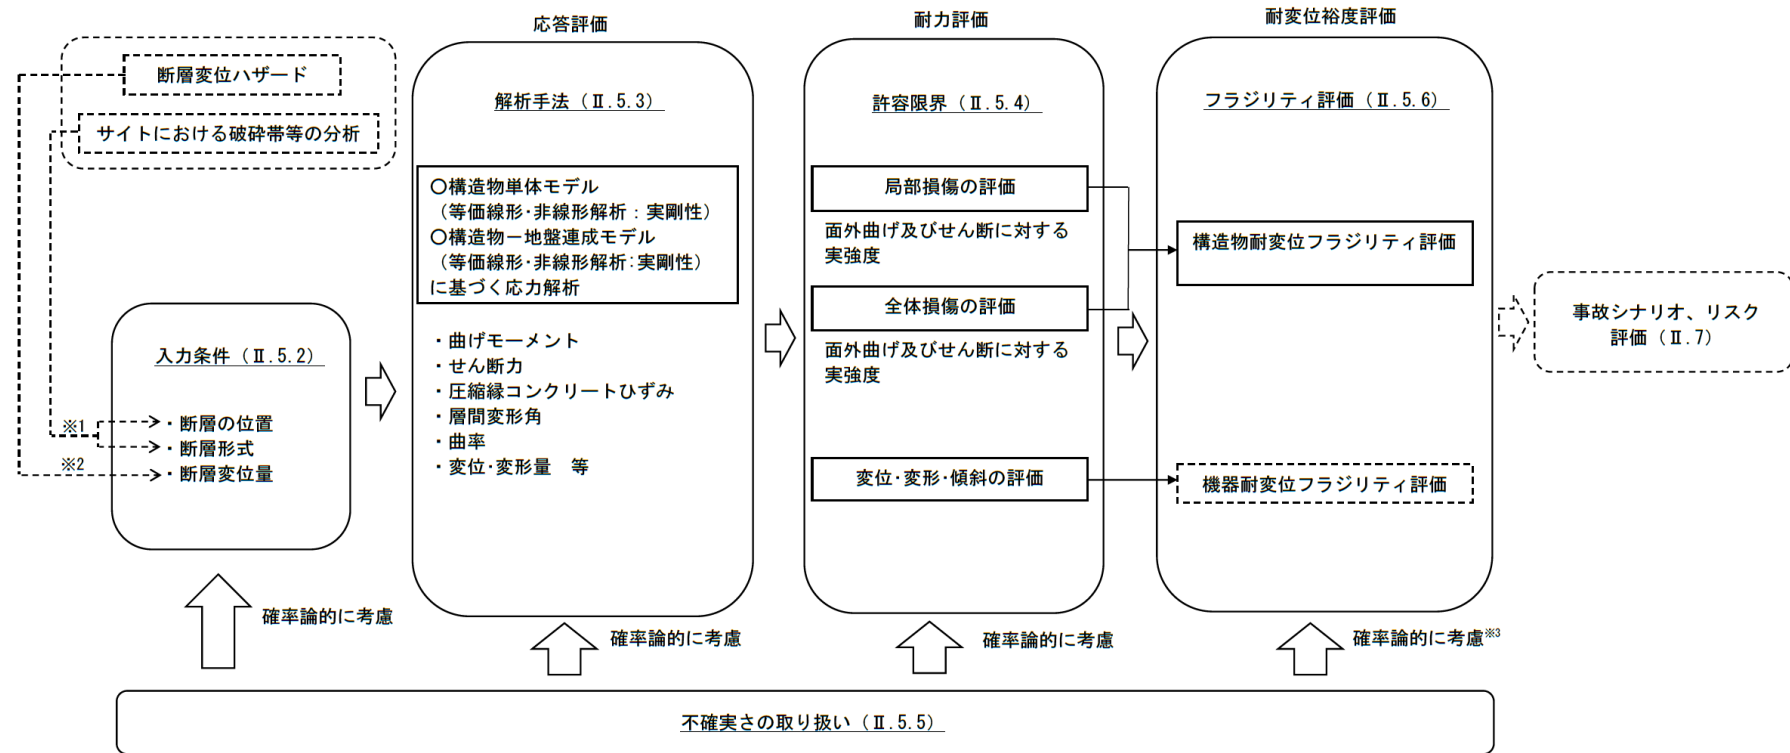 断層変位ハザード
サイトにおける破砕帯等の分析
入力条件(Ⅱ.5.2)
※1
・断層の位置
・断層形式
※2
・断層変位量
確率論的に考慮
応答評価
解析手法(Ⅱ.5.3)
○構造物単体モデル
(等価線形・非線形解析:実剛性)
○構造物-地盤連成モデル
(等価線形・非線形解析:実剛性)
に基づく応力解析
・曲げモーメント
・せん断力
・圧縮縁コンクリートひずみ
・層間変形角
・曲率
・変位・変形量 等
確率論的に考慮
耐力評価
許容限界(Ⅱ.5.4)
局部損傷の評価
面外曲げ及びせん断に対する
実強度
全体損傷の評価
面外曲げ及びせん断に対する
実強度
変位・変形・傾斜の評価
確率論的に考慮
耐変位裕度評価
フラジリティ評価(Ⅱ.5.6)
構造物耐変位フラジリティ評価
機器耐変位フラジリティ評価
確率論的に考慮※3
事故シナリオ、リスク
評価(Ⅱ.7)
不確実さの取り扱い(Ⅱ.5.5)